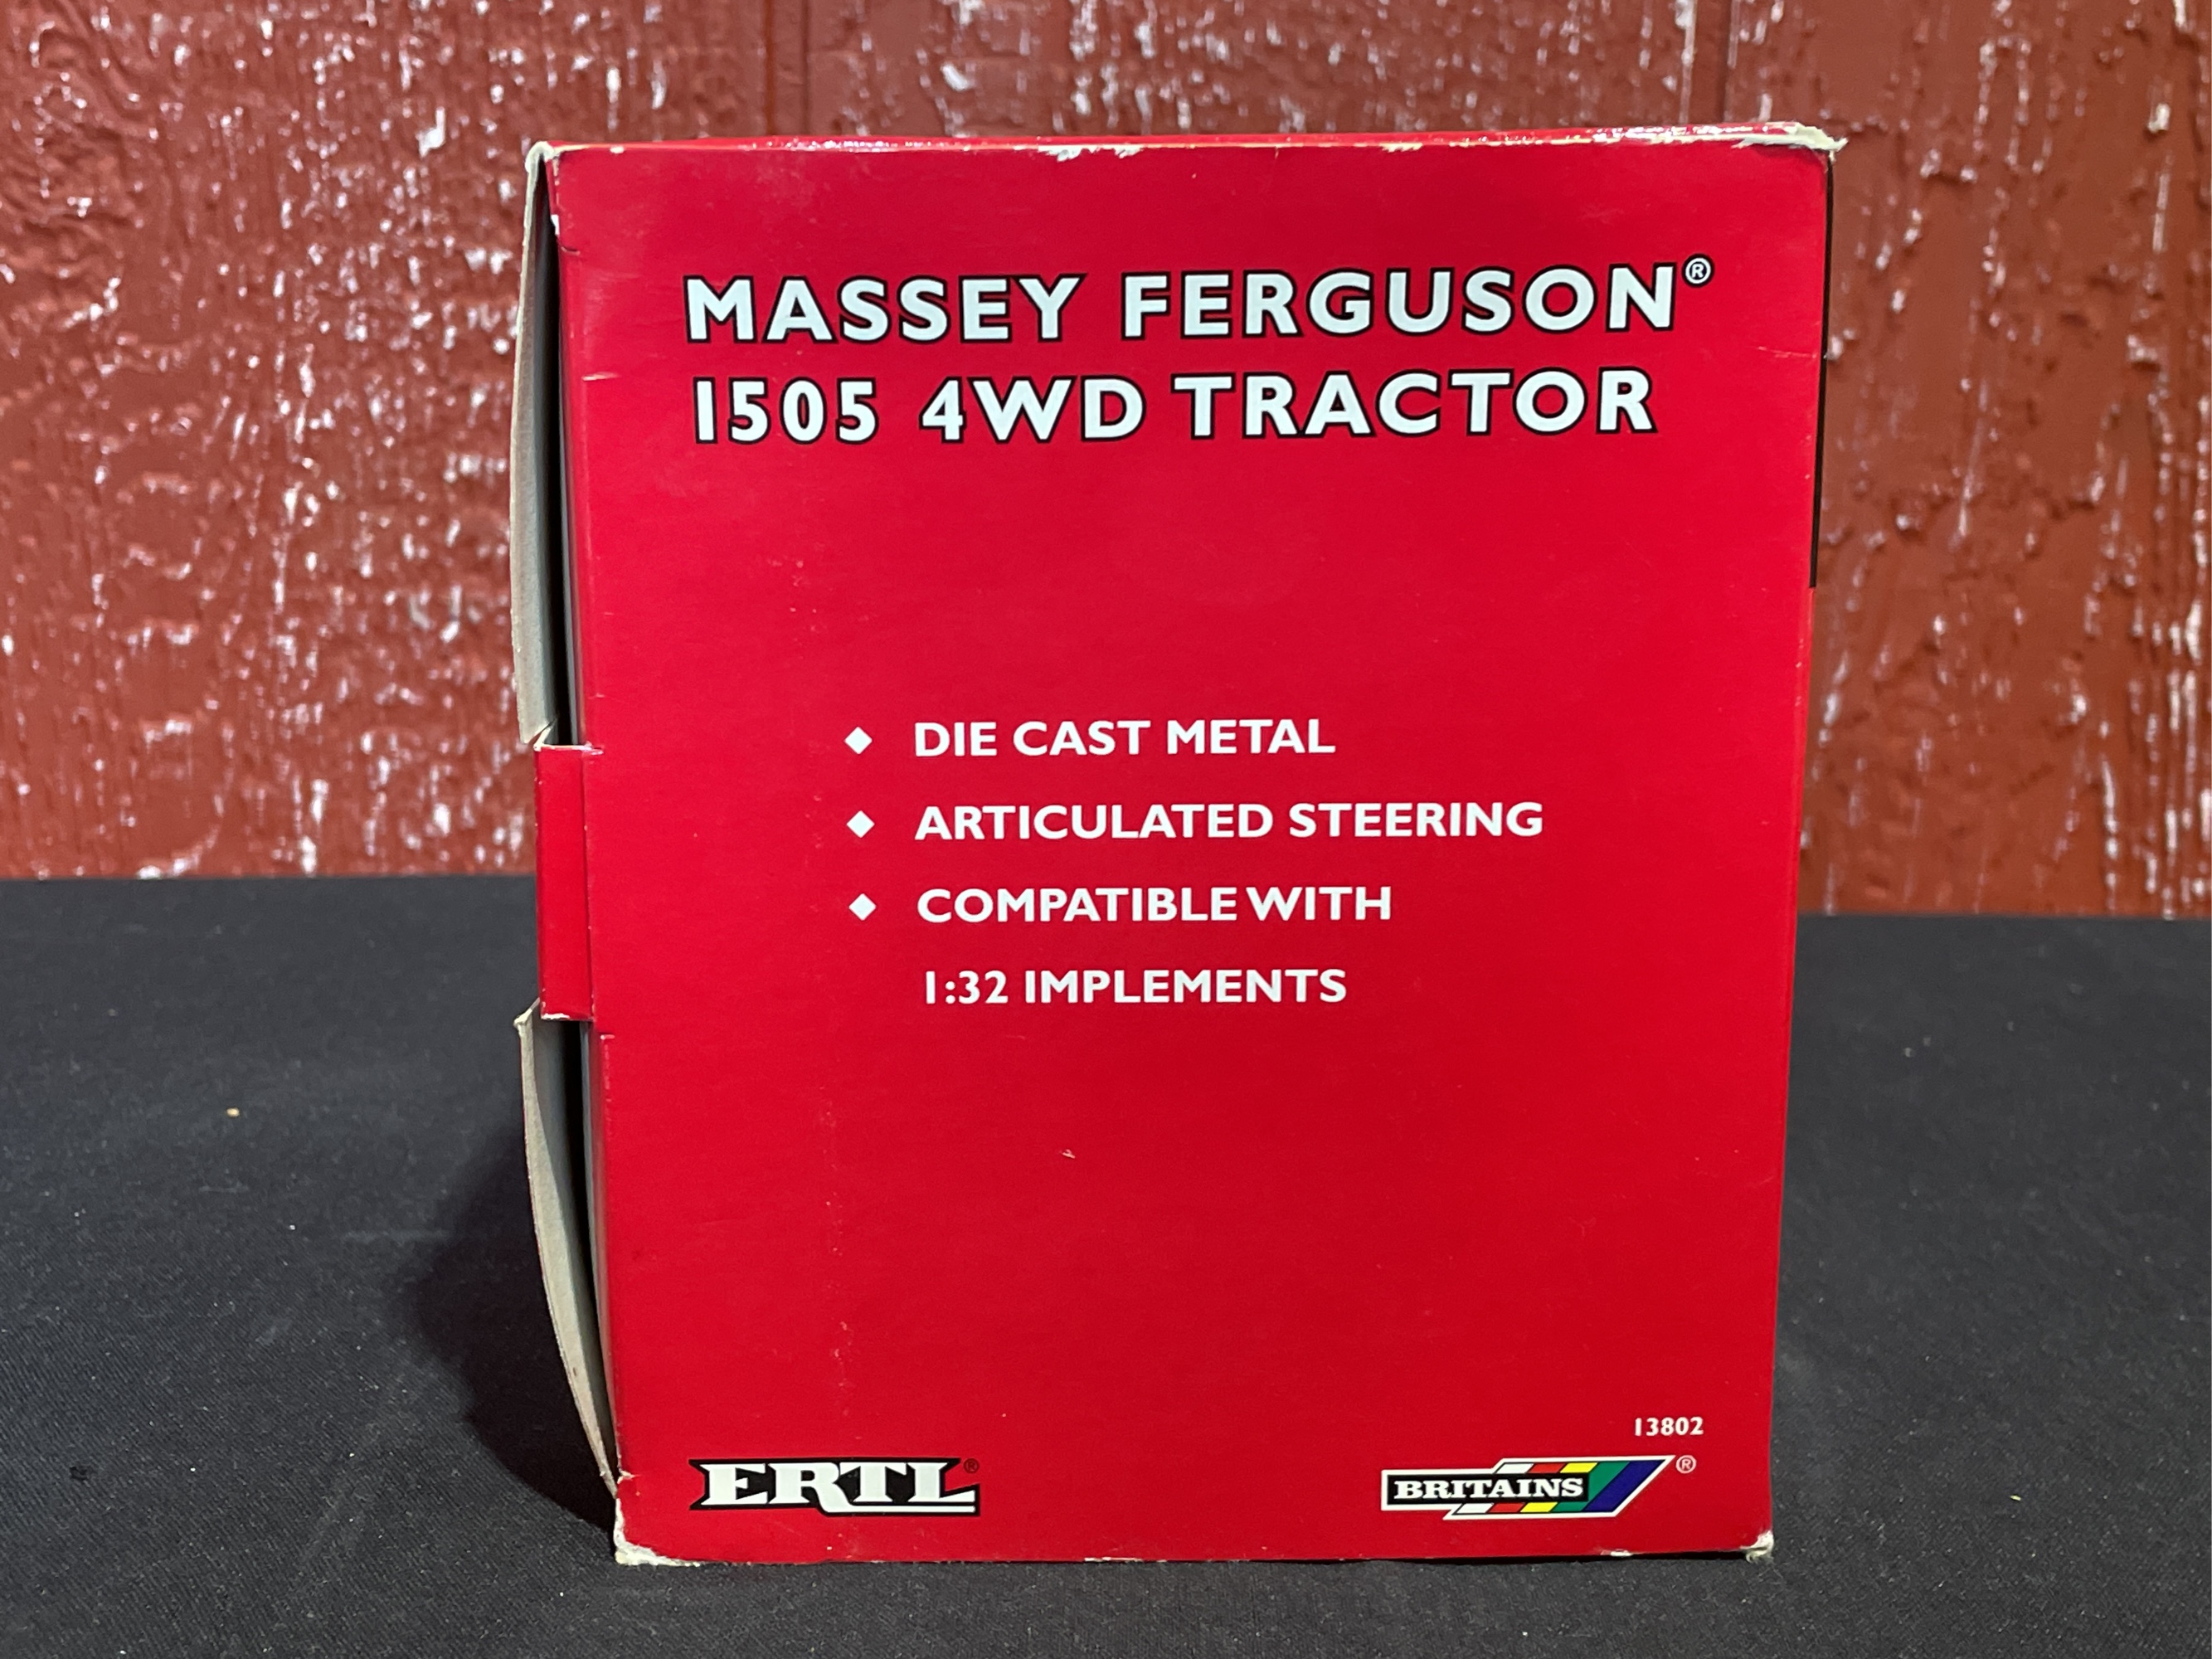 MASSEY FERGUSON®
1505 4WD TRACTOR
◆ DIE CAST METAL
◆ ARTICULATED STEERING
◆ COMPATIBLE WITH
1:32 IMPLEMENTS
13802
ERTL®
BRITAINS®